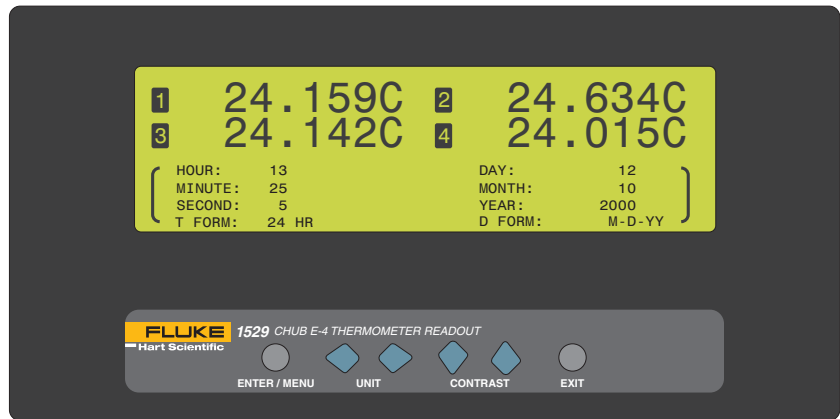 1 24.159C 2 24.634C
3 24.142C 4 24.015C
HOUR: 13 DAY: 12
MINUTE: 25 MONTH: 10
SECOND: 5 YEAR: 2000
T FORM: 24 HR D FORM: M-D-YY
FLUKE 1529 CHUB E-4 THERMOMETER READOUT
Hart Scientific
ENTER / MENU UNIT CONTRAST EXIT